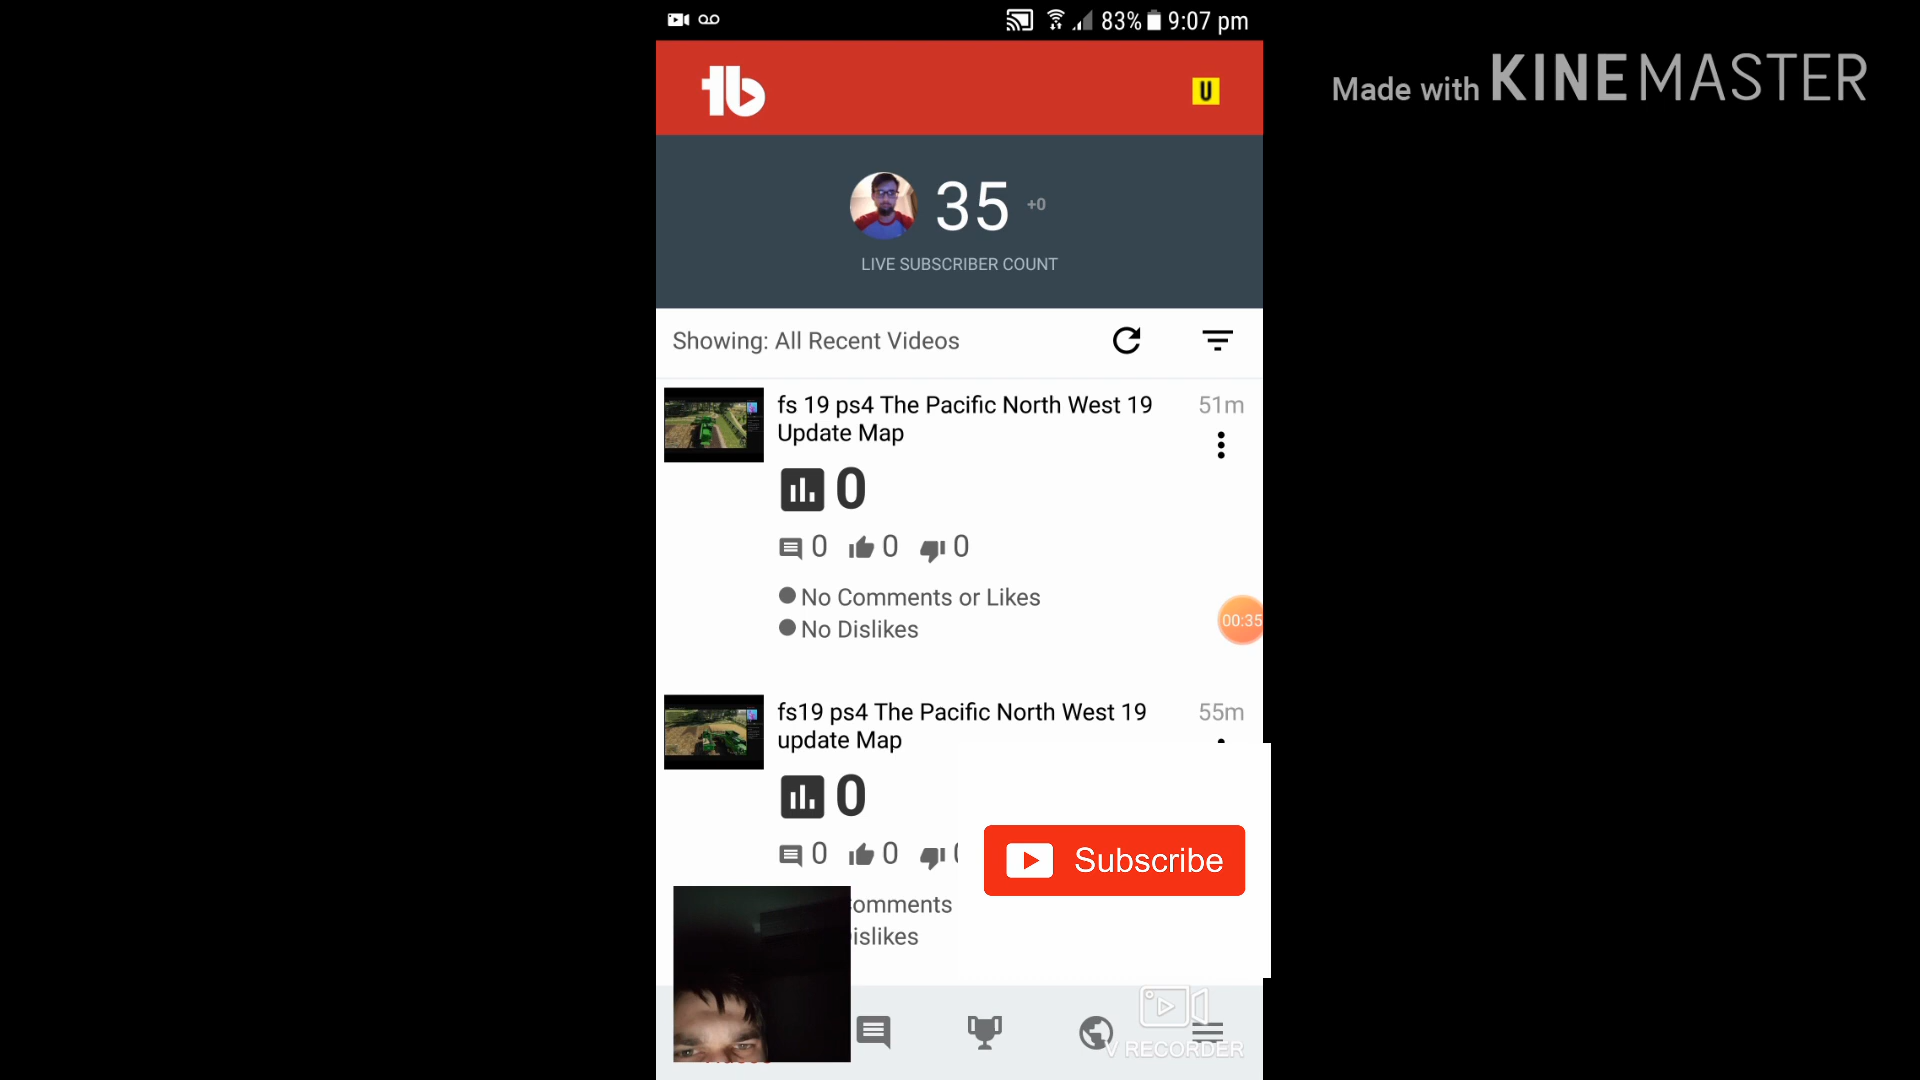 83% 9:07 pm
Made with KINEMASTER
tb
U
35 +0
LIVE SUBSCRIBER COUNT
Showing: All Recent Videos
fs 19 ps4 The Pacific North West 19 51m
Update Map
0
0 0 0
No Comments or Likes
No Dislikes
00:35
fs19 ps4 The Pacific North West 19 55m
update Map
0
0 0
Subscribe
omments
islikes
V RECORDER